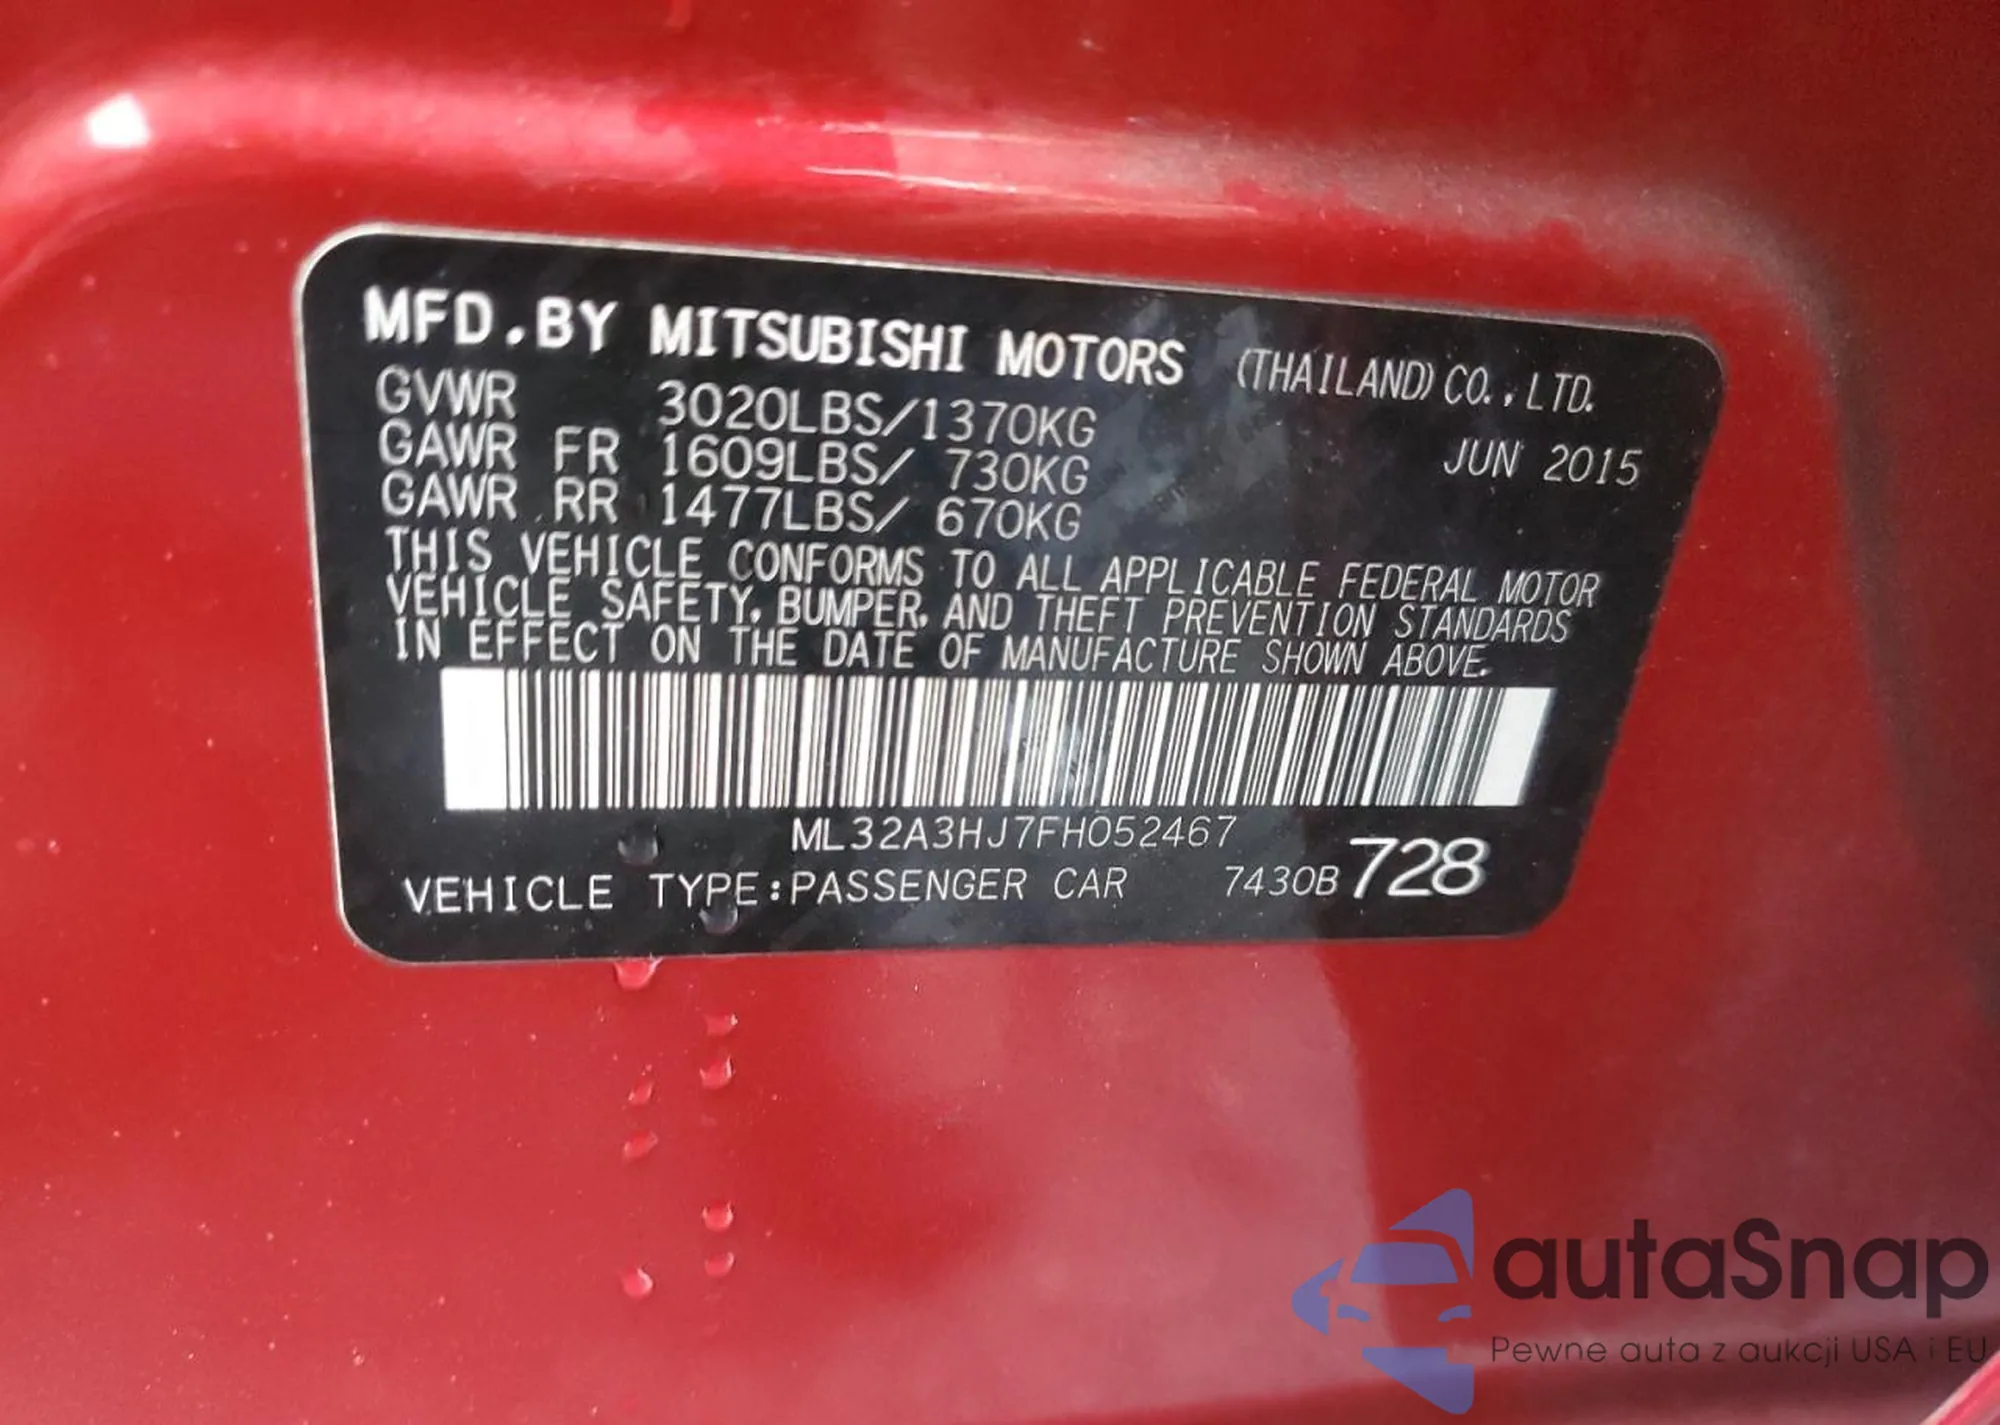 MFD.BY MITSUBISHI MOTORS (THAILAND) CO., LTD.
GVWR 3020LBS/1370KG JUN 2015
GAWR FR 1609LBS/ 730KG
GAWR RR 1477LBS/ 670KG
THIS VEHICLE CONFORMS TO ALL APPLICABLE FEDERAL MOTOR
VEHICLE SAFETY, BUMPER, AND THEFT PREVENTION STANDARDS
IN EFFECT ON THE DATE OF MANUFACTURE SHOWN ABOVE.
ML32A3HJ7FH052467
VEHICLE TYPE:PASSENGER CAR 7430B728
autaSnap
Pewne auta z aukcji USA i EU